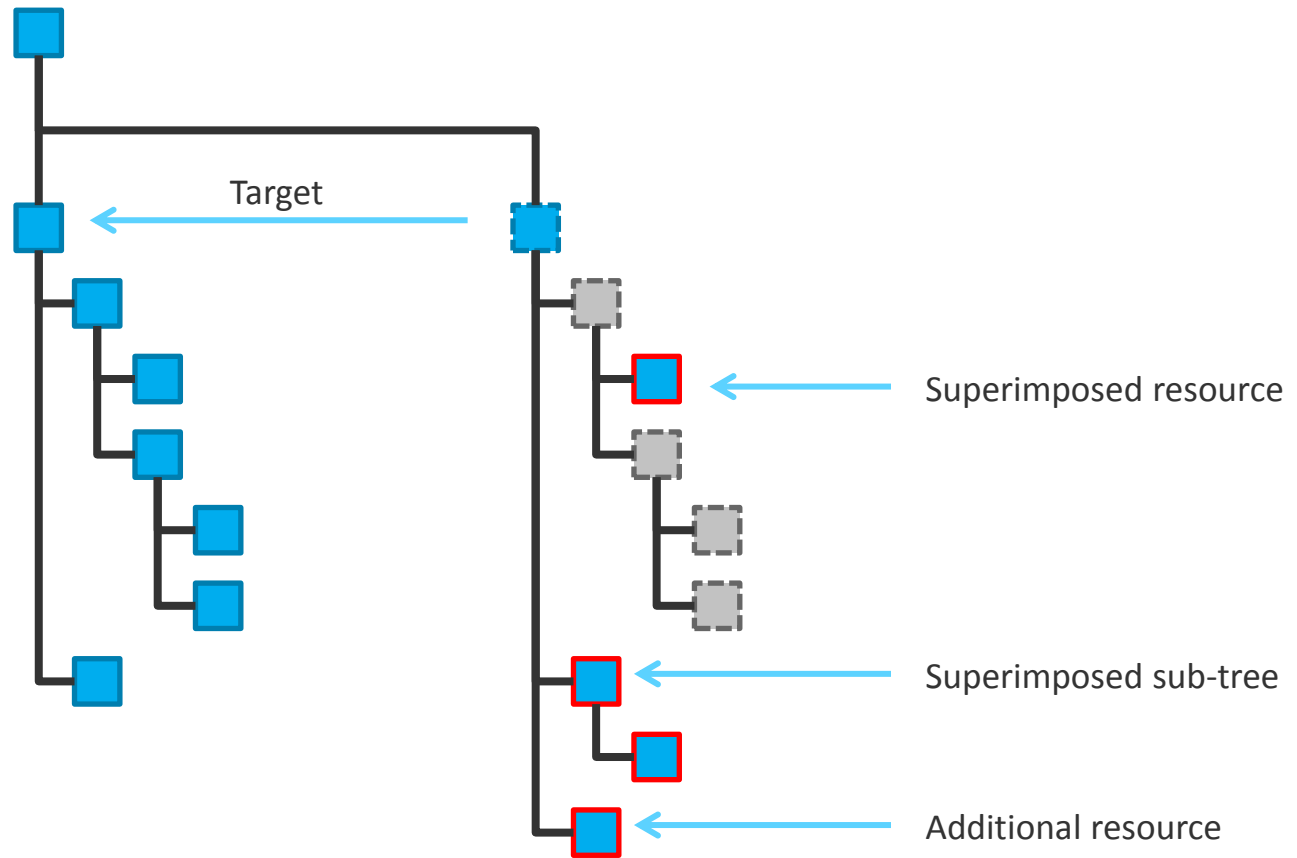 Target
Superimposed resource
Superimposed sub-tree
Additional resource